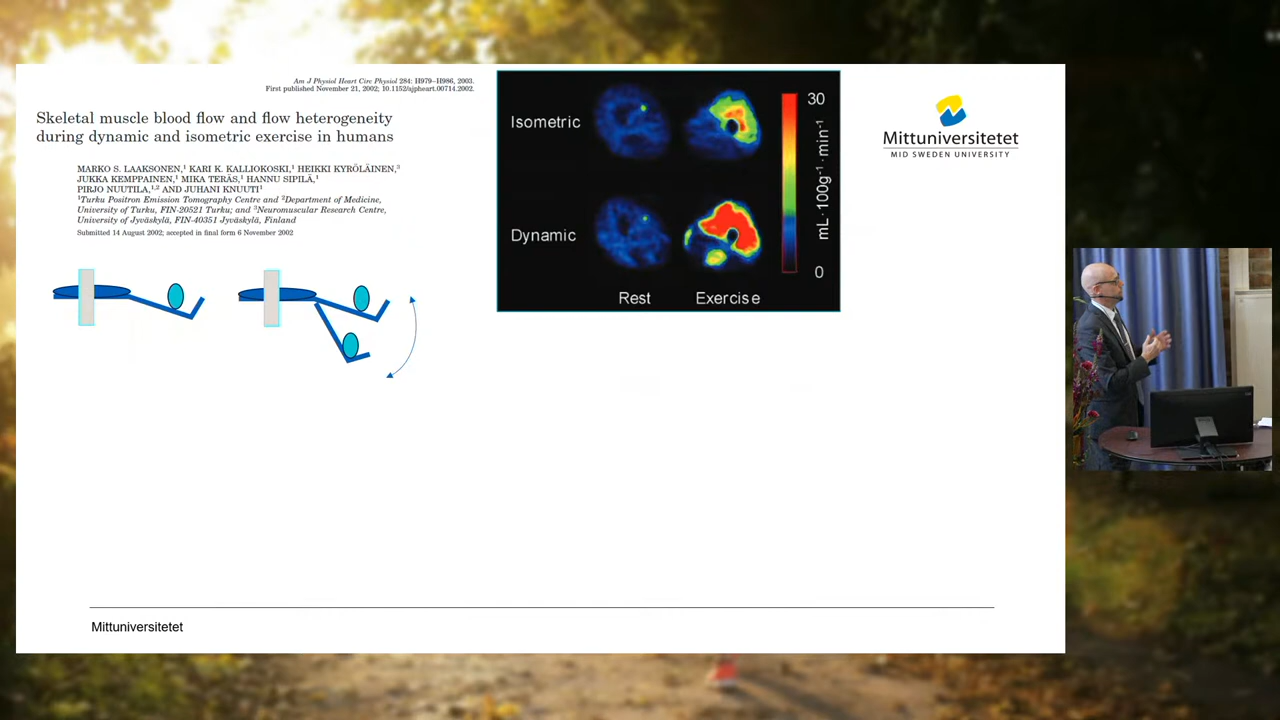 Am J Physiol Heart Circ Physiol 284: H979–H986, 2003.
First published November 21, 2002; 10.1152/ajpheart.00714.2002.
Skeletal muscle blood flow and flow heterogeneity
during dynamic and isometric exercise in humans
MARKO S. LAAKSONEN,¹ KARI K. KALLIOKOSKI,¹ HEIKKI KYRÖLÄINEN,³
JUKKA KEMPPAINEN,¹ MIKA TERÄS,¹ HANNU SIPILÄ,¹
PIRJO NUUTILA,¹,² AND JUHANI KNUUTI¹
¹Turku Positron Emission Tomography Centre and ²Department of Medicine,
University of Turku, FIN-20521 Turku; and ³Neuromuscular Research Centre,
University of Jyväskylä, FIN-40351 Jyväskylä, Finland
Submitted 14 August 2002; accepted in final form 6 November 2002
Isometric
Dynamic
Rest
Exercise
30
mL·100g⁻¹·min⁻¹
0
Mittuniversitetet
MID SWEDEN UNIVERSITY
Mittuniversitetet